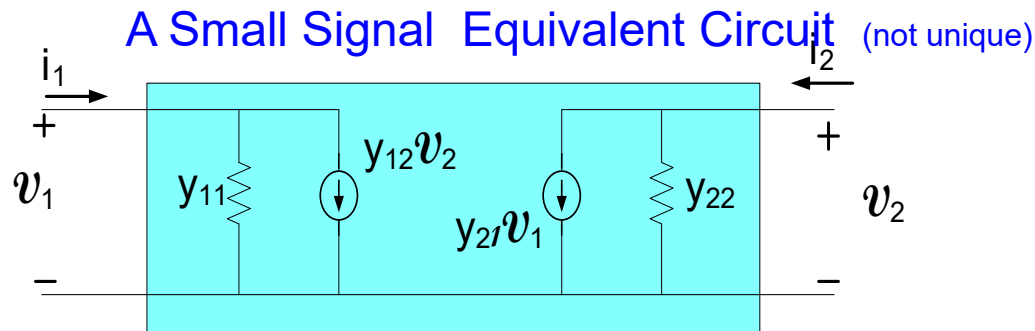 A Small Signal Equivalent Circuit (not unique)
i₁
i₂
+
+
y₁₂v₂
v₁
y₁₁
y₂₂
v₂
y₂₁v₁
−
−